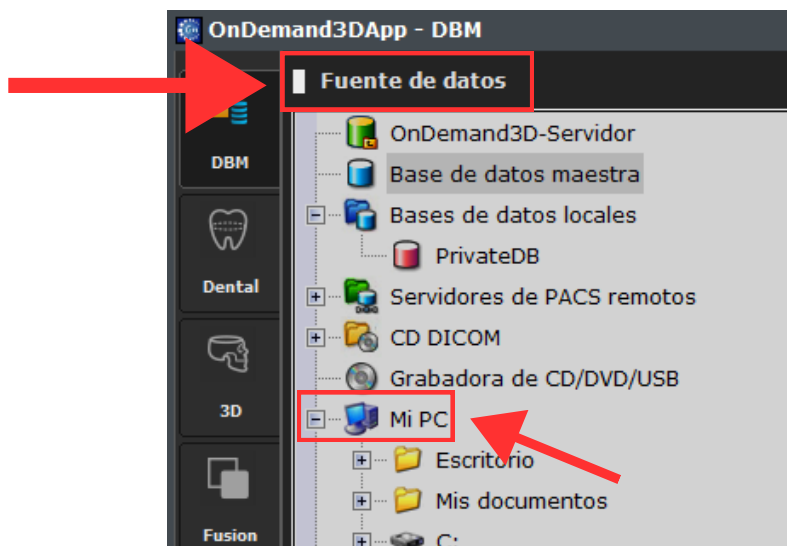 OnDemand3DApp - DBM
Fuente de datos
DBM
Dental
3D
Fusion
OnDemand3D-Servidor
Base de datos maestra
Bases de datos locales
PrivateDB
Servidores de PACS remotos
CD DICOM
Grabadora de CD/DVD/USB
Mi PC
Escritorio
Mis documentos
C: